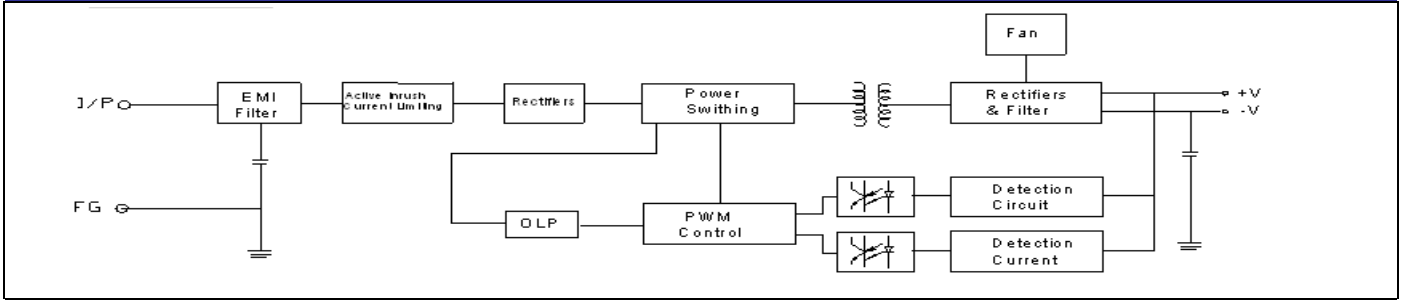 Fan
I/P
EMI
Filter
Active Inrush
Current Limiting
Rectifiers
Power
Swithing
Rectifiers
& Filter
+V
-V
FG
OLP
PWM
Control
Detection
Circuit
Detection
Current